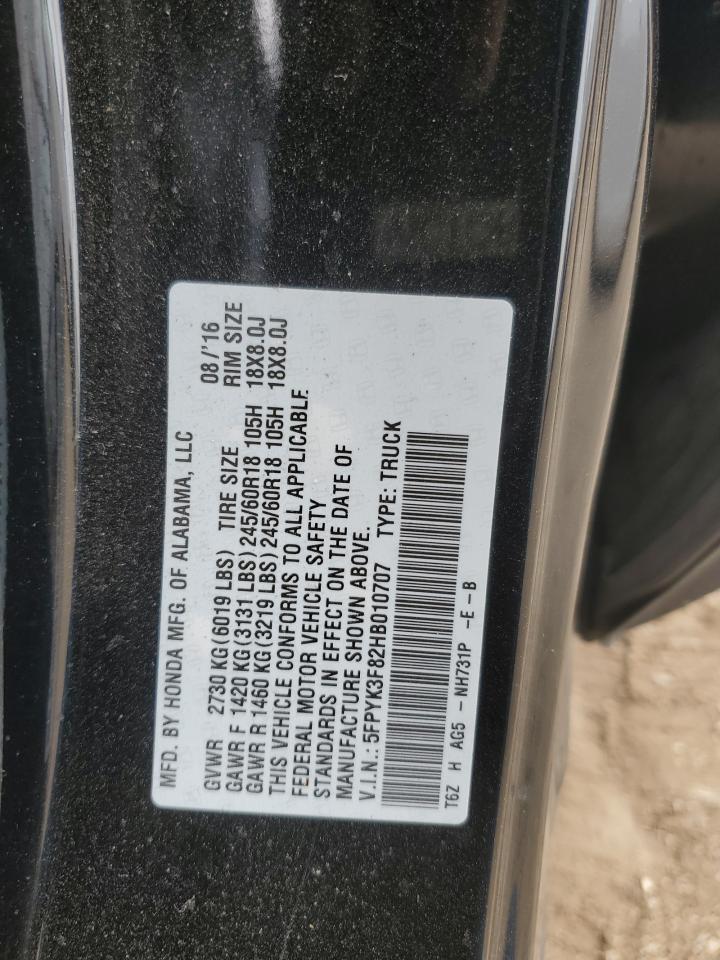 MFD. BY HONDA MFG. OF ALABAMA, LLC 08/'16
GVWR 2730 KG (6019 LBS) TIRE SIZE RIM SIZE
GAWR F 1420 KG (3131 LBS) 245/60R18 105H 18X8.0J
GAWR R 1460 KG (3219 LBS) 245/60R18 105H 18X8.0J
THIS VEHICLE CONFORMS TO ALL APPLICABLE
FEDERAL MOTOR VEHICLE SAFETY
STANDARDS IN EFFECT ON THE DATE OF
MANUFACTURE SHOWN ABOVE.
V.I.N.: 5FPYK3F82HB010707 TYPE: TRUCK
T6Z H AG5 - NH731P -E-B